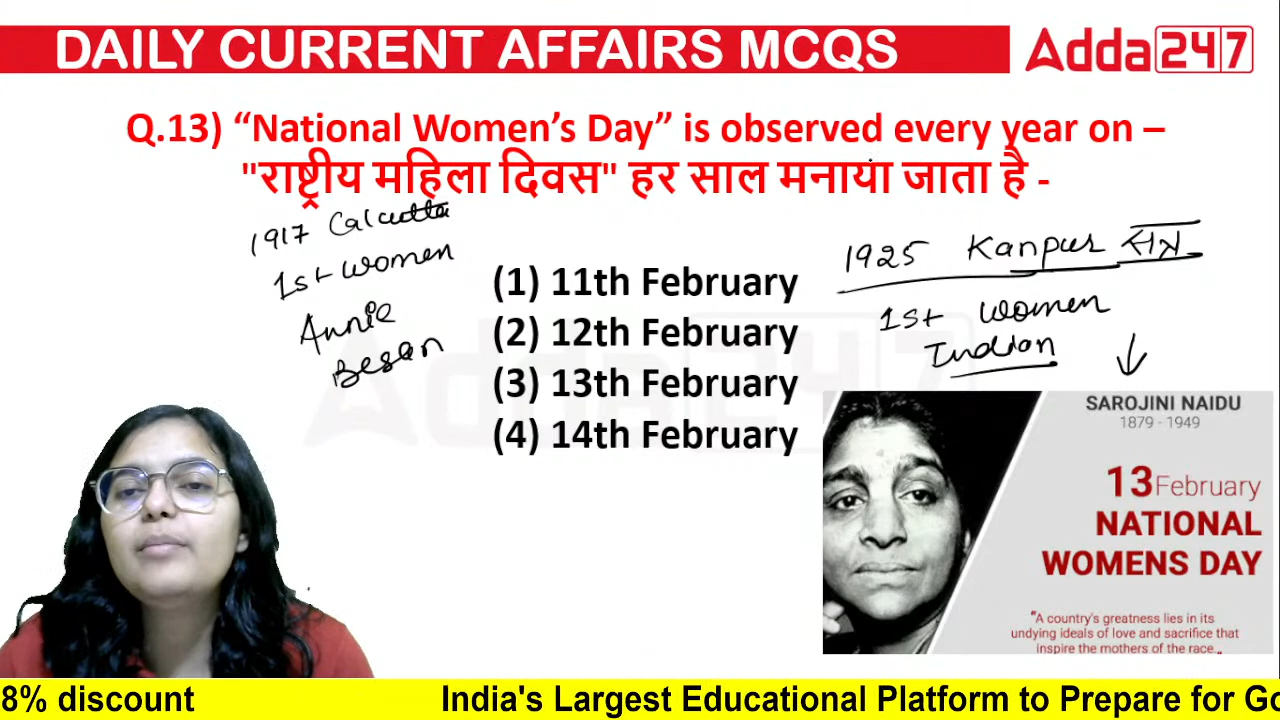 DAILY CURRENT AFFAIRS MCQS
Adda247
Q.13) “National Women’s Day” is observed every year on –
"राष्ट्रीय महिला दिवस" हर साल मनाया जाता है -
1917 Calcutta
1st women
Annie
Besan
(1) 11th February
(2) 12th February
(3) 13th February
(4) 14th February
1925 Kanpur
1st women
Indian
Adda247
SAROJINI NAIDU
1879 - 1949
13 February
NATIONAL
WOMENS DAY
"A country's greatness lies in its
undying ideals of love and sacrifice that
inspire the mothers of the race."
8% discount
India's Largest Educational Platform to Prepare for Go